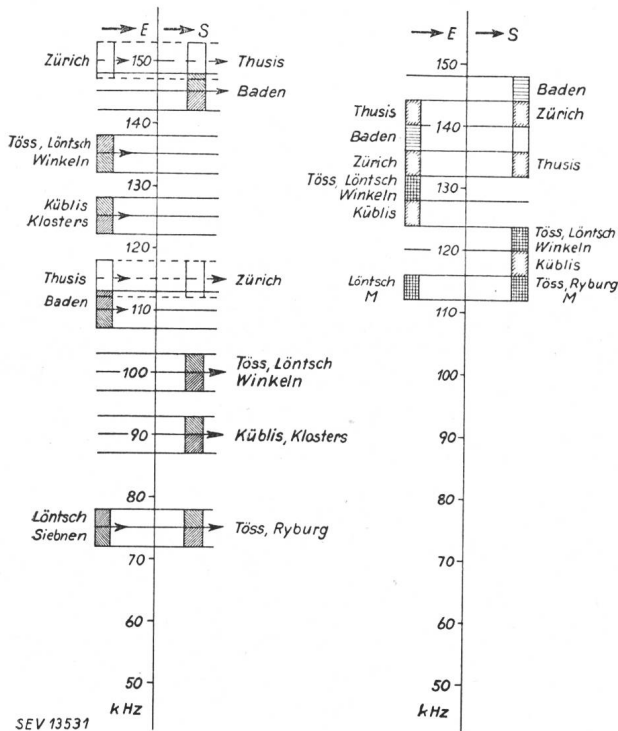 E S
Zürich 150 Thusis
Baden
140
Töss, Löntsch
Winkeln
130
Küblis
Klosters
120
Thusis Zürich
Baden 110
100 Töss, Löntsch
Winkeln
90 Küblis, Klosters
80
Löntsch
Siebnen Töss, Ryburg
70
60
50
kHz
SEV 13531
E S
150
Baden
Thusis Zürich
Baden 140
Zürich Thusis
Töss, Löntsch
Winkeln 130
Küblis
Töss, Löntsch
Winkeln
120
Küblis
Löntsch Töss, Ryburg
M M
110
100
90
80
70
60
50
kHz